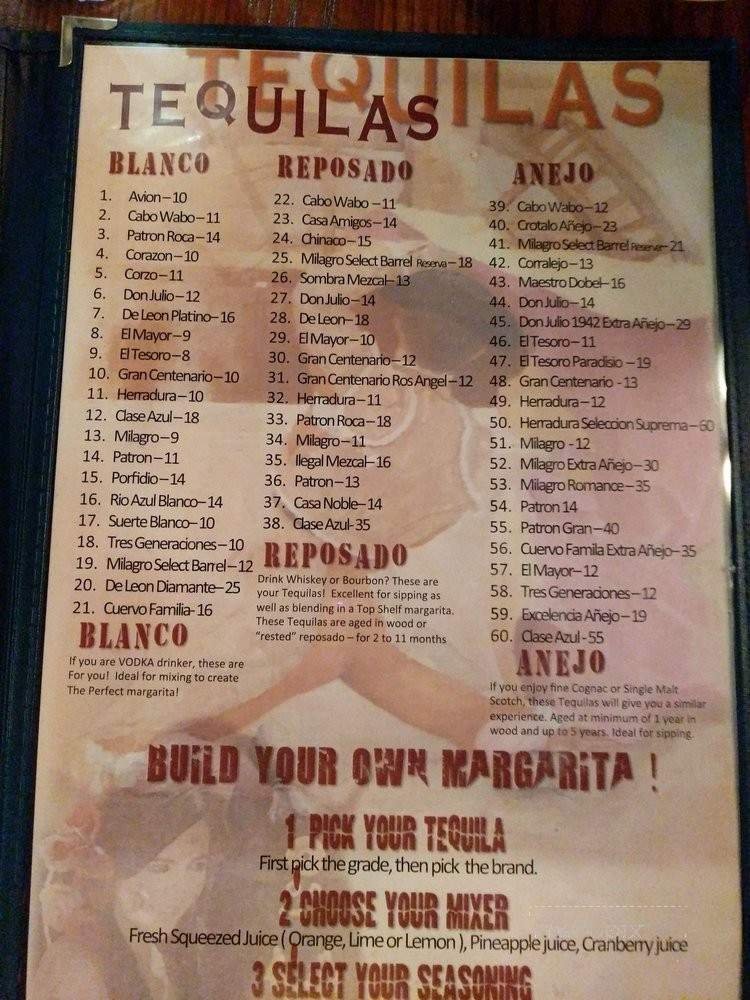 TEQUILAS
TEQUILAS
BLANCO
1. Avion–10
2. Cabo Wabo–11
3. Patron Roca–14
4. Corazon–10
5. Corzo–11
6. Don Julio–12
7. De Leon Platino–16
8. El Mayor–9
9. El Tesoro–8
10. Gran Centenario–10
11. Herradura–10
12. Clase Azul–18
13. Milagro–9
14. Patron–11
15. Porfidio–14
16. Rio Azul Blanco–14
17. Suerte Blanco–10
18. Tres Generaciones–10
19. Milagro Select Barrel–12
20. De Leon Diamante–25
21. Cuervo Familia- 16
BLANCO
If you are VODKA drinker, these are
For you! Ideal for mixing to create
The Perfect margarita!
REPOSADO
22. Cabo Wabo –11
23. Casa Amigos–14
24. Chinaco–15
25. Milagro Select Barrel Reserva–18
26. Sombra Mezcal–13
27. Don Julio–14
28. De Leon–18
29. El Mayor–10
30. Gran Centenario–12
31. Gran Centenario Ros Angel–12
32. Herradura–11
33. Patron Roca–18
34. Milagro–11
35. Ilegal Mezcal–16
36. Patron–13
37. Casa Noble–14
38. Clase Azul-35
REPOSADO
Drink Whiskey or Bourbon? These are
your Tequilas! Excellent for sipping as
well as blending in a Top Shelf margarita.
These Tequilas are aged in wood or
"rested" reposado – for 2 to 11 months
ANEJO
39. Cabo Wabo–12
40. Crotalo Añejo–23
41. Milagro Select Barrel Reserva–21
42. Corralejo–13
43. Maestro Dobel–16
44. Don Julio–14
45. Don Julio 1942 Extra Añejo–29
46. El Tesoro–11
47. El Tesoro Paradisio –19
48. Gran Centenario -13
49. Herradura–12
50. Herradura Seleccion Suprema–60
51. Milagro -12
52. Milagro Extra Añejo–30
53. Milagro Romance–35
54. Patron 14
55. Patron Gran–40
56. Cuervo Famila Extra Añejo–35
57. El Mayor–12
58. Tres Generaciones–12
59. Excelencia Añejo–19
60. Clase Azul -55
ANEJO
If you enjoy fine Cognac or Single Malt
Scotch, these Tequilas will give you a similar
experience. Aged at minimum of 1 year in
wood and up to 5 years. Ideal for sipping.
BUILD YOUR OWN MARGARITA !
1 PICK YOUR TEQUILA
First pick the grade, then pick the brand.
2 CHOOSE YOUR MIXER
Fresh Squeezed Juice ( Orange, Lime or Lemon ), Pineapple juice, Cranberry juice
3 SELECT YOUR SEASONING